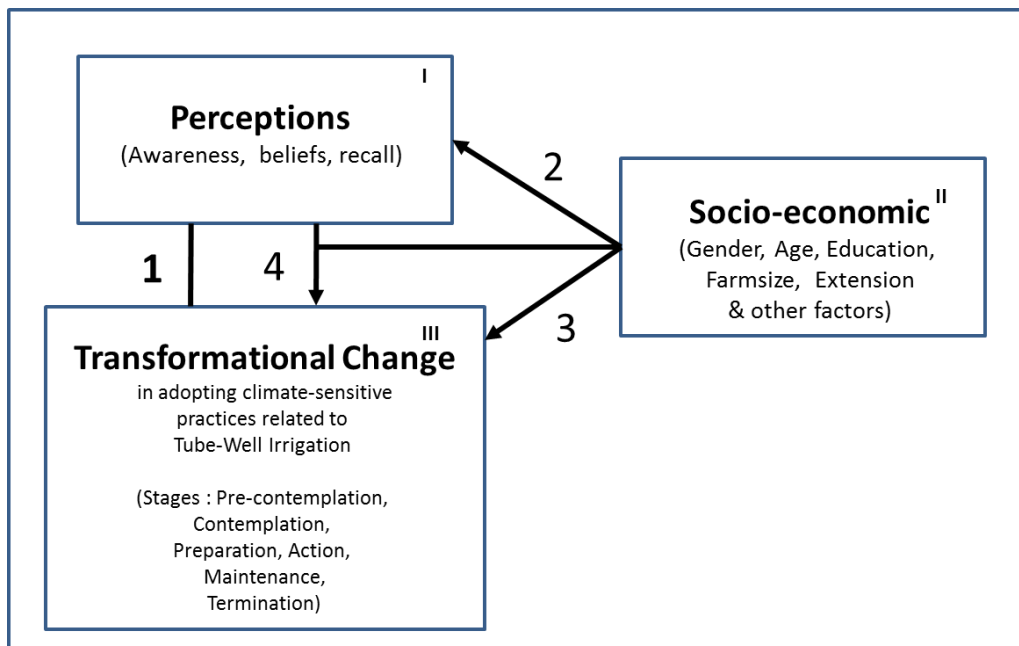 I
Perceptions
(Awareness, beliefs, recall)
2
II
Socio-economic
(Gender, Age, Education,
Farmsize, Extension
& other factors)
1
4
3
III
Transformational Change
in adopting climate-sensitive
practices related to
Tube-Well Irrigation
(Stages : Pre-contemplation,
Contemplation,
Preparation, Action,
Maintenance,
Termination)